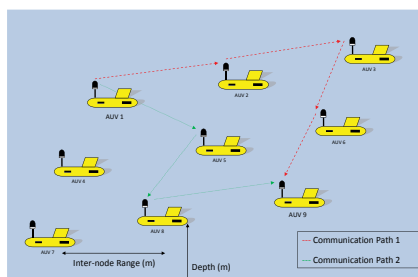 AUV 3
AUV 2
AUV 1
AUV 6
AUV 5
AUV 4
AUV 9
AUV 8
AUV 7
Inter-node Range (m)
Depth (m)
Communication Path 1
Communication Path 2